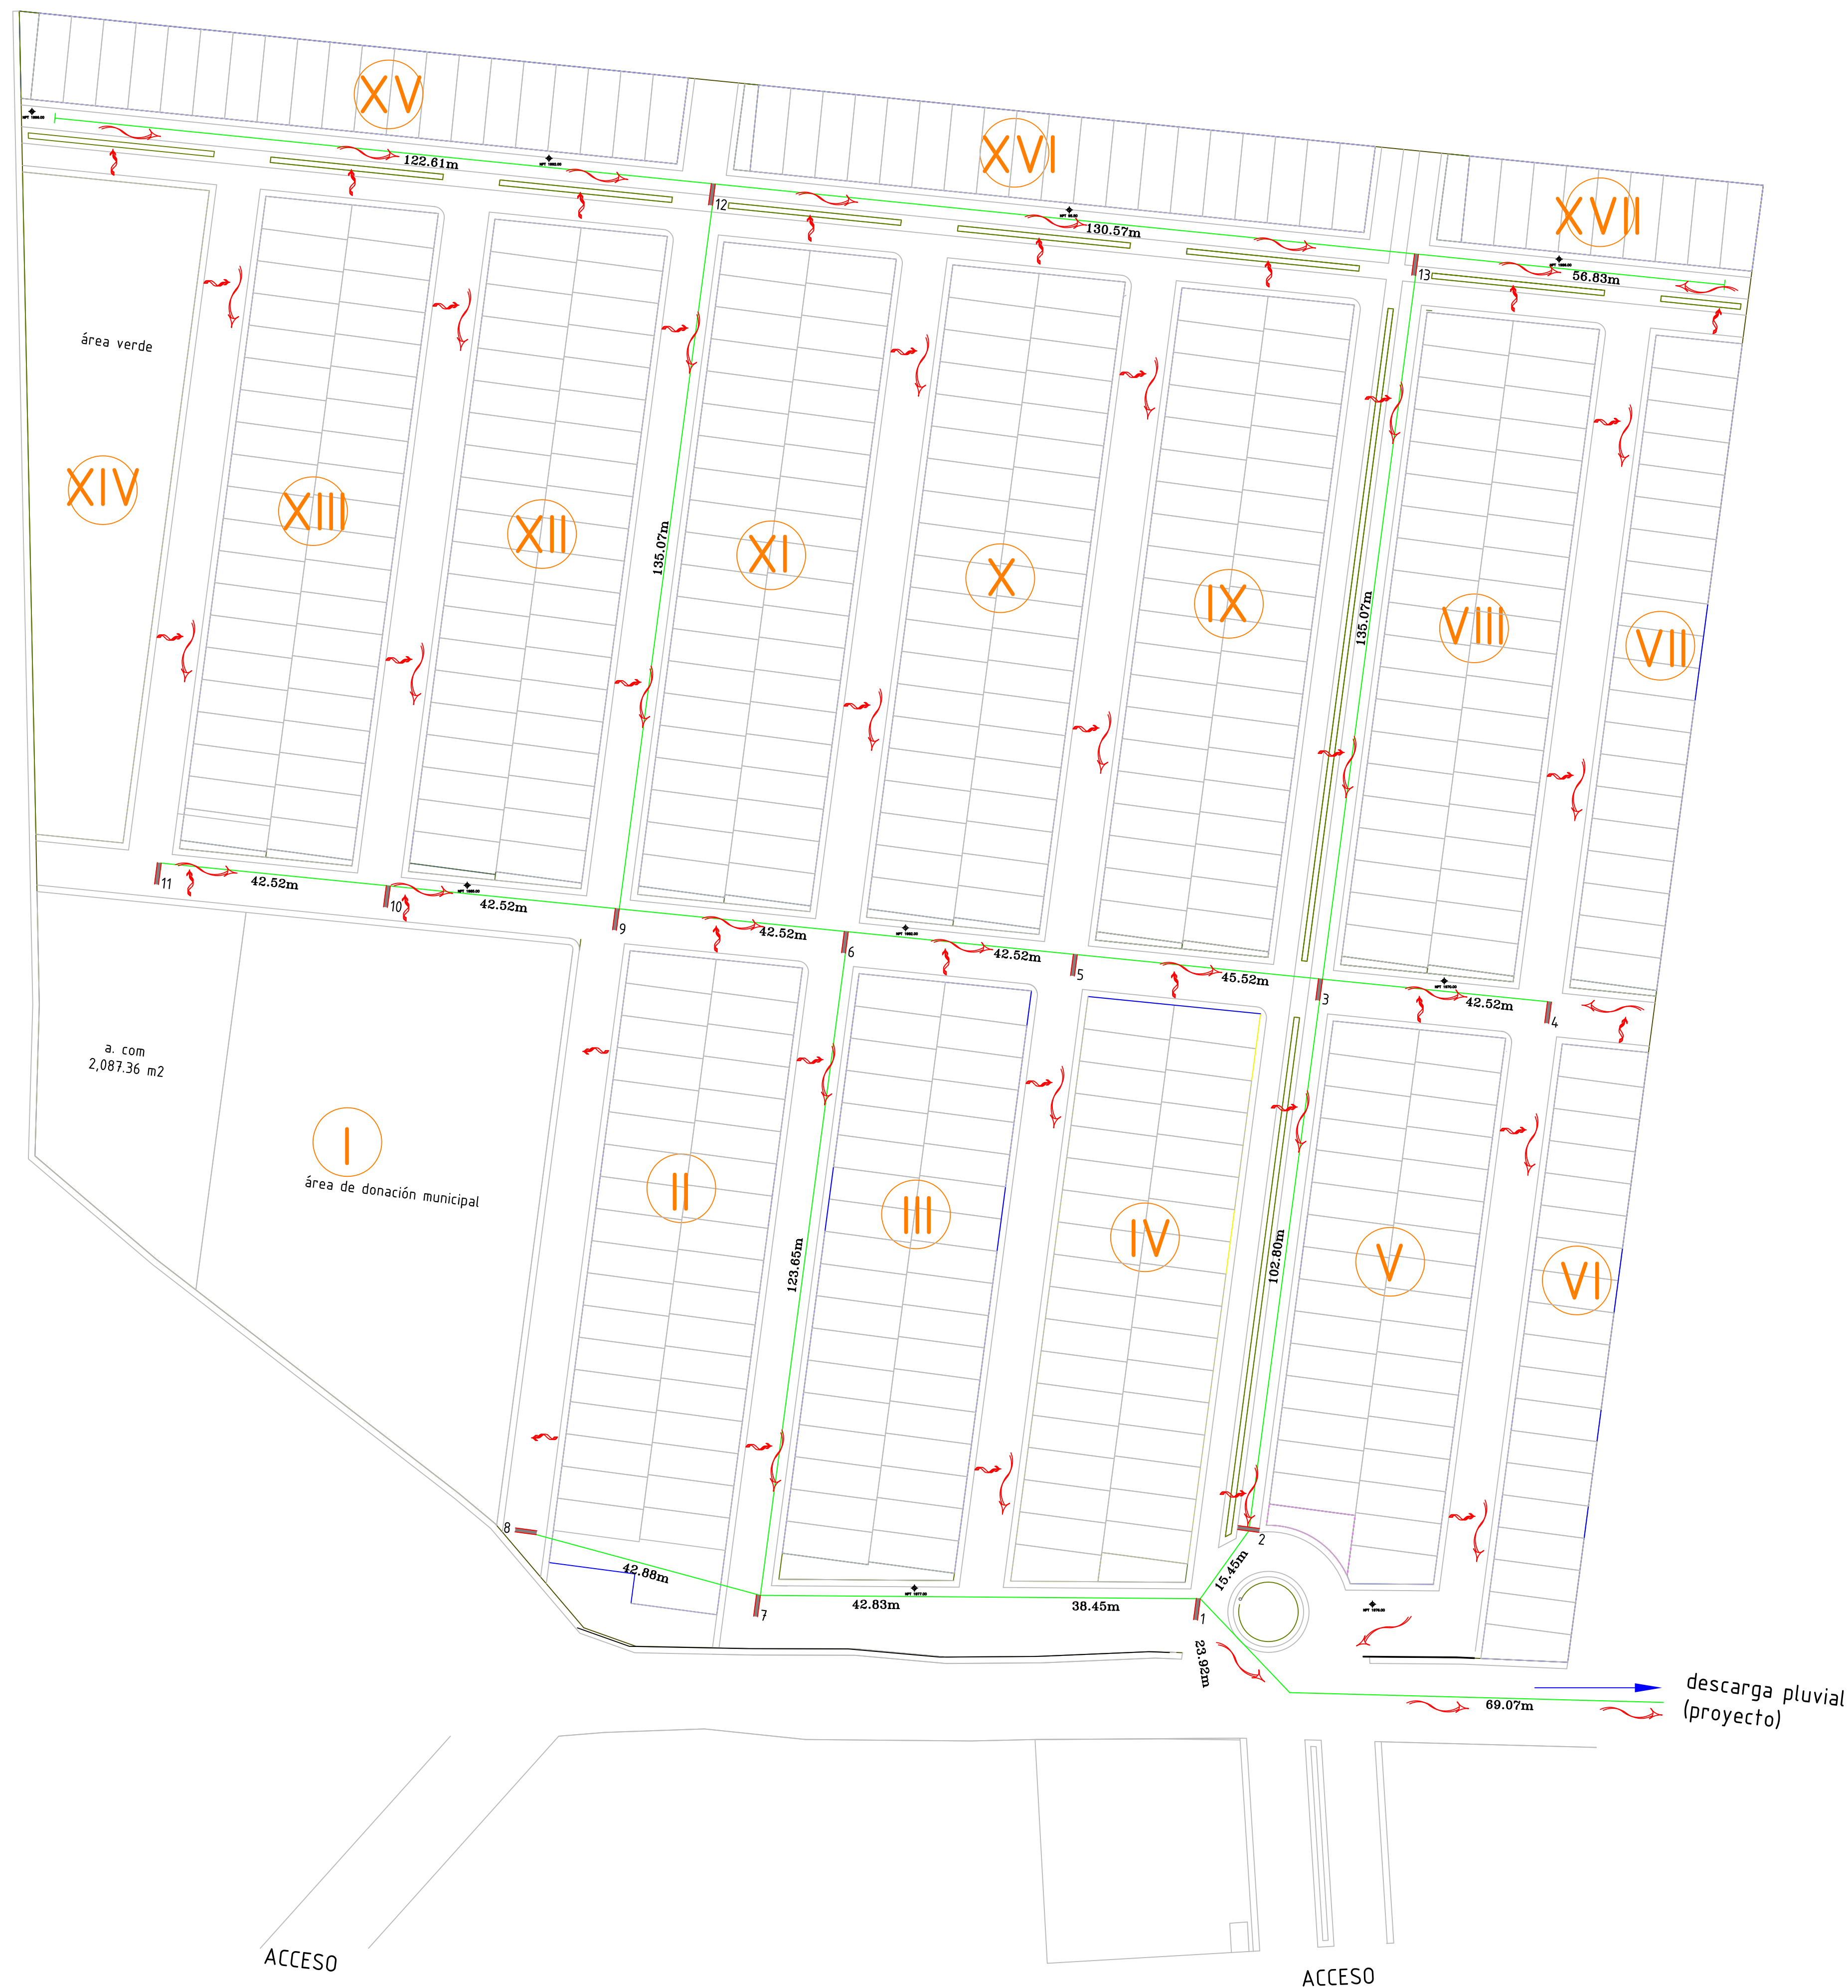 XV
XVI
XVII
122.61m
12
130.57m
13
56.83m
área verde
XIV
XIII
XII
XI
X
IX
VIII
VII
135.07m
135.07m
11
42.52m
10
42.52m
9
42.52m
6
42.52m
5
45.52m
3
42.52m
4
a. com
2,087.36 m2
I
área de donación municipal
II
III
IV
V
VI
123.65m
102.80m
8
42.88m
7
42.83m
38.45m
1
15.45m
2
23.92m
69.07m
descarga pluvial
(proyecto)
ACCESO
ACCESO